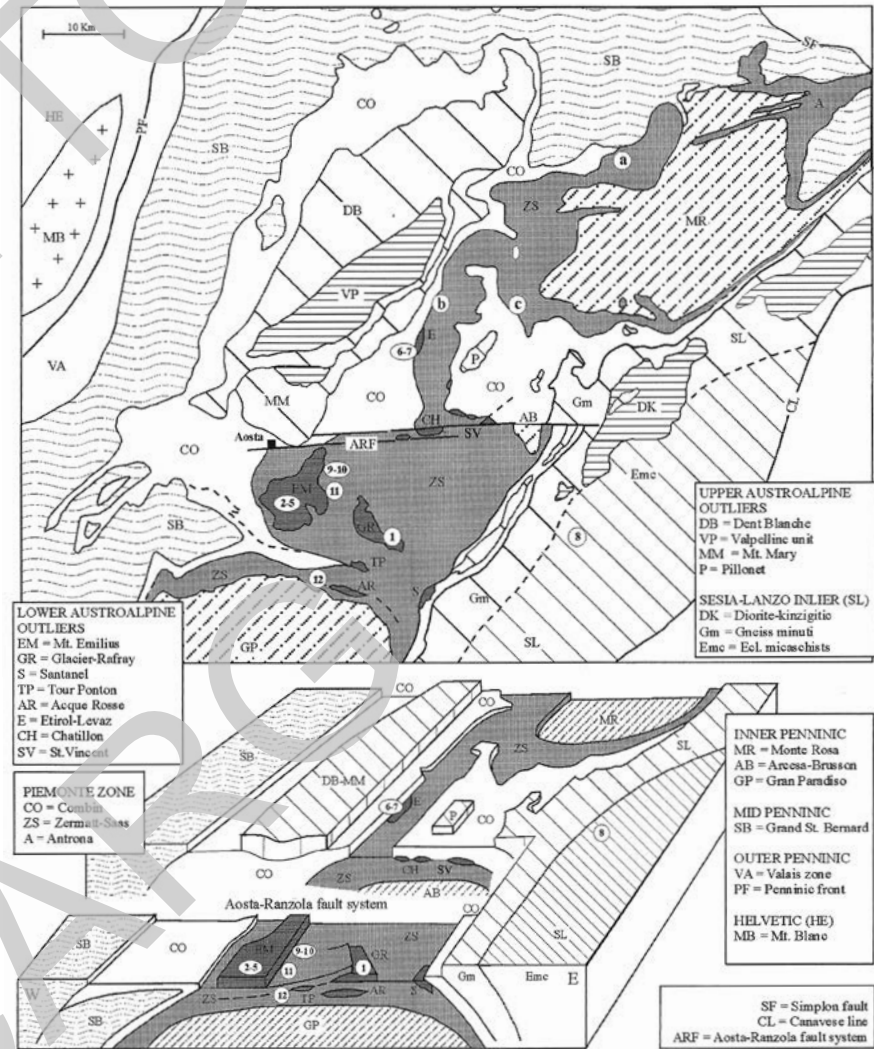 10 Km
SF
SB
SB
A
CO
HE
PF
SB
CO
a
ZS
DB
MR
MB
VP
b
c
E
6-7
P
SL
VA
CO
CO
MM
Gm
DK
CL
CH
AB
Aosta
SV
ARF
CO
ZS
Emc
9-10
EM
11
2-5
GR
1
8
SB
TP
ZS
12
AR
S
Gm
GP
SL
UPPER AUSTROALPINE
OUTLIERS
DB = Dent Blanche
VP = Valpelline unit
MM = Mt. Mary
P = Pillonet
SESIA-LANZO INLIER (SL)
DK = Diorite-kinzigitic
Gm = Gneiss minuti
Emc = Ecl. micaschists
LOWER AUSTROALPINE
OUTLIERS
EM = Mt. Emilius
GR = Glacier-Rafray
S = Santanel
TP = Tour Ponton
AR = Acque Rosse
E = Etirol-Levaz
CH = Chatillon
SV = St.Vincent
PIEMONTE ZONE
CO = Combin
ZS = Zermatt-Saas
A = Antrona
INNER PENNINIC
MR = Monte Rosa
AB = Arcesa-Brusson
GP = Gran Paradiso
MID PENNINIC
SB = Grand St. Bernard
OUTER PENNINIC
VA = Valais zone
PF = Penninic front
HELVETIC (HE)
MB = Mt. Blanc
CO
CO
MR
ZS
SB
SL
DB-MM
E
6-7
P
CO
8
CO
CH
SV
ZS
AB
Aosta-Ranzola fault system
CO
SB
CO
EM
9-10
ZS
2-5
11
GR
1
SL
W
Gm
Emc
E
ZS
12
TP
AR
S
SB
GP
SF = Simplon fault
CL = Canavese line
ARF = Aosta-Ranzola fault system